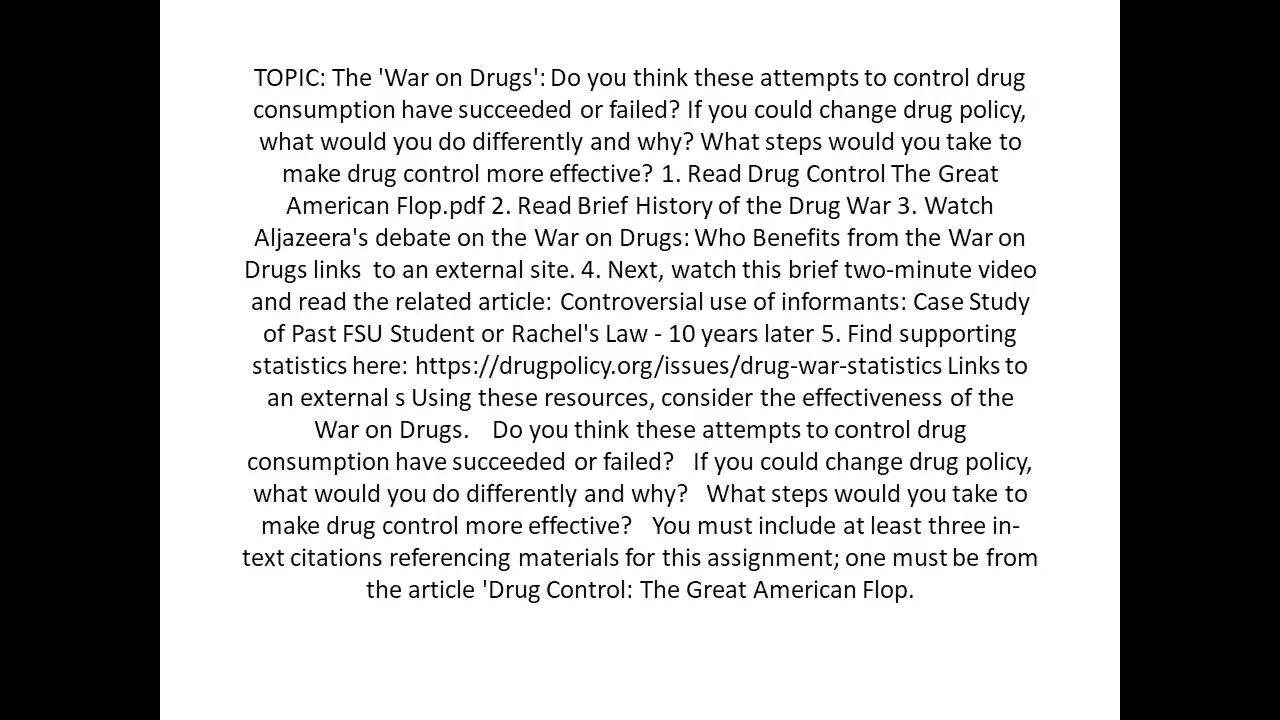 TOPIC: The 'War on Drugs': Do you think these attempts to control drug
consumption have succeeded or failed? If you could change drug policy,
what would you do differently and why? What steps would you take to
make drug control more effective? 1. Read Drug Control The Great
American Flop.pdf 2. Read Brief History of the Drug War 3. Watch
Aljazeera's debate on the War on Drugs: Who Benefits from the War on
Drugs links  to an external site. 4. Next, watch this brief two-minute video
and read the related article: Controversial use of informants: Case Study
of Past FSU Student or Rachel's Law - 10 years later 5. Find supporting
statistics here: https://drugpolicy.org/issues/drug-war-statistics Links to
an external s Using these resources, consider the effectiveness of the
War on Drugs.   Do you think these attempts to control drug
consumption have succeeded or failed?   If you could change drug policy,
what would you do differently and why?   What steps would you take to
make drug control more effective?   You must include at least three in-
text citations referencing materials for this assignment; one must be from
the article 'Drug Control: The Great American Flop.